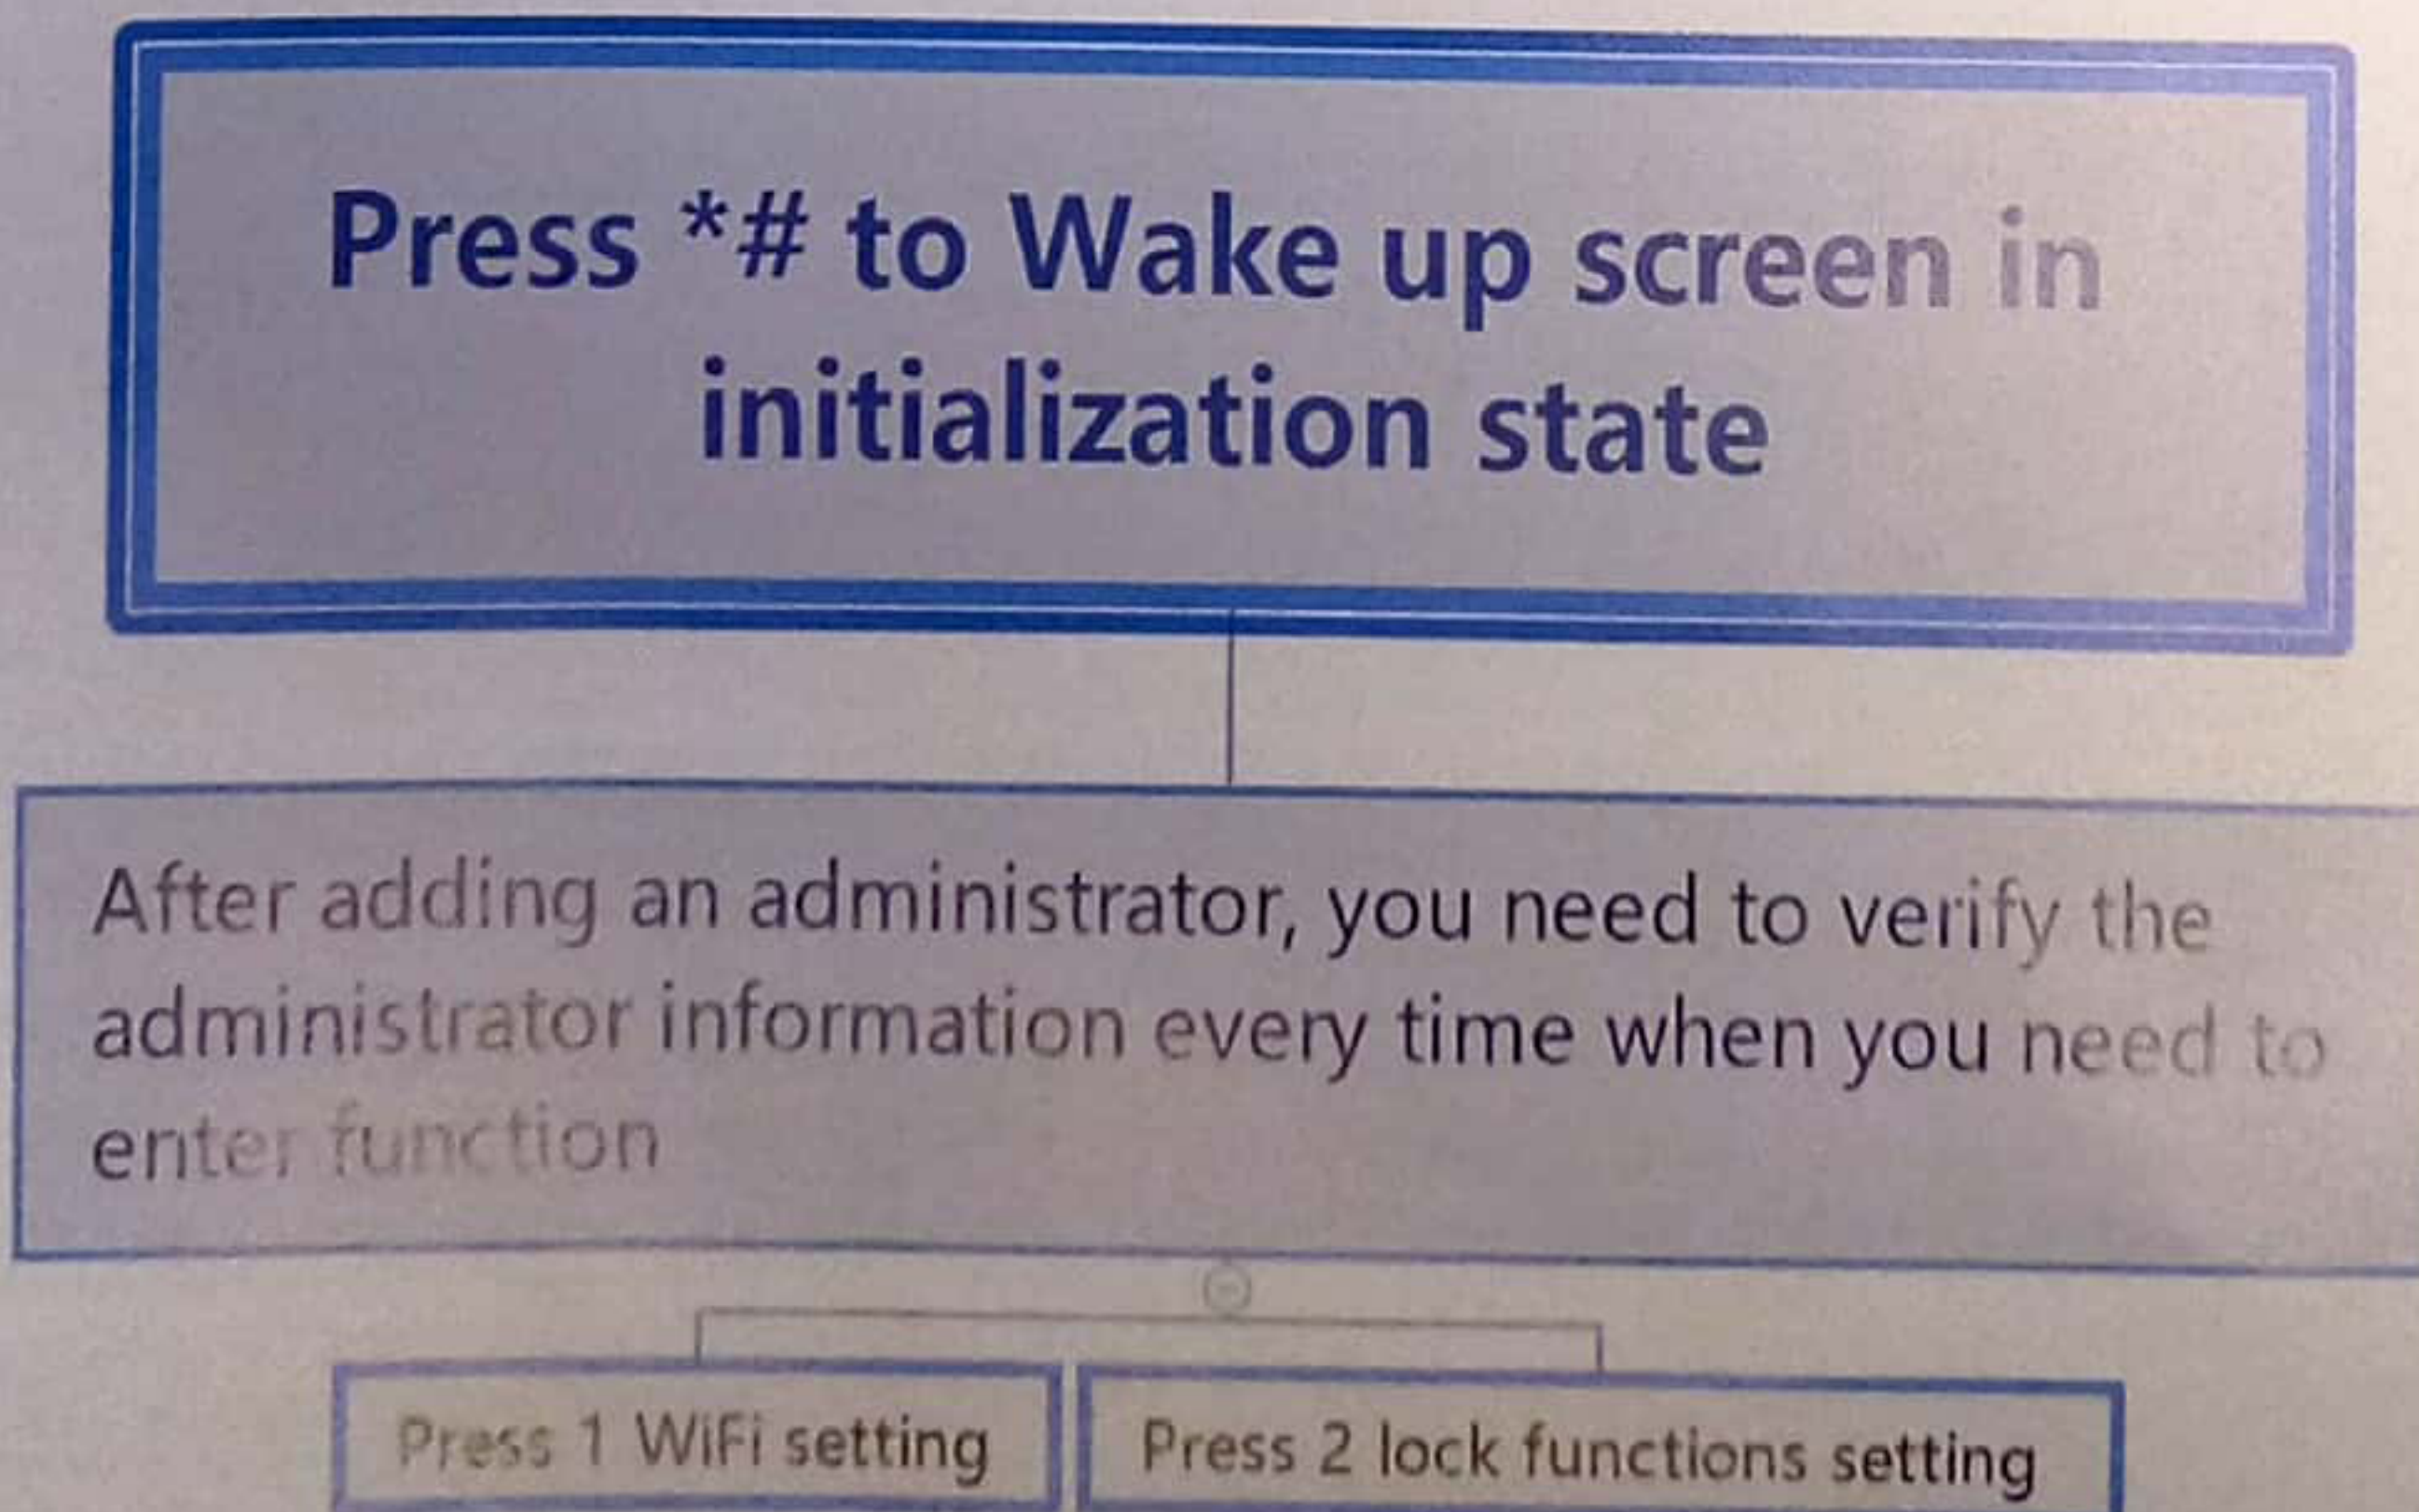 Press *# to Wake up screen in
initialization state
After adding an administrator, you need to verify the
administrator information every time when you need to
enter function
Press 1 WiFi setting
Press 2 lock functions setting